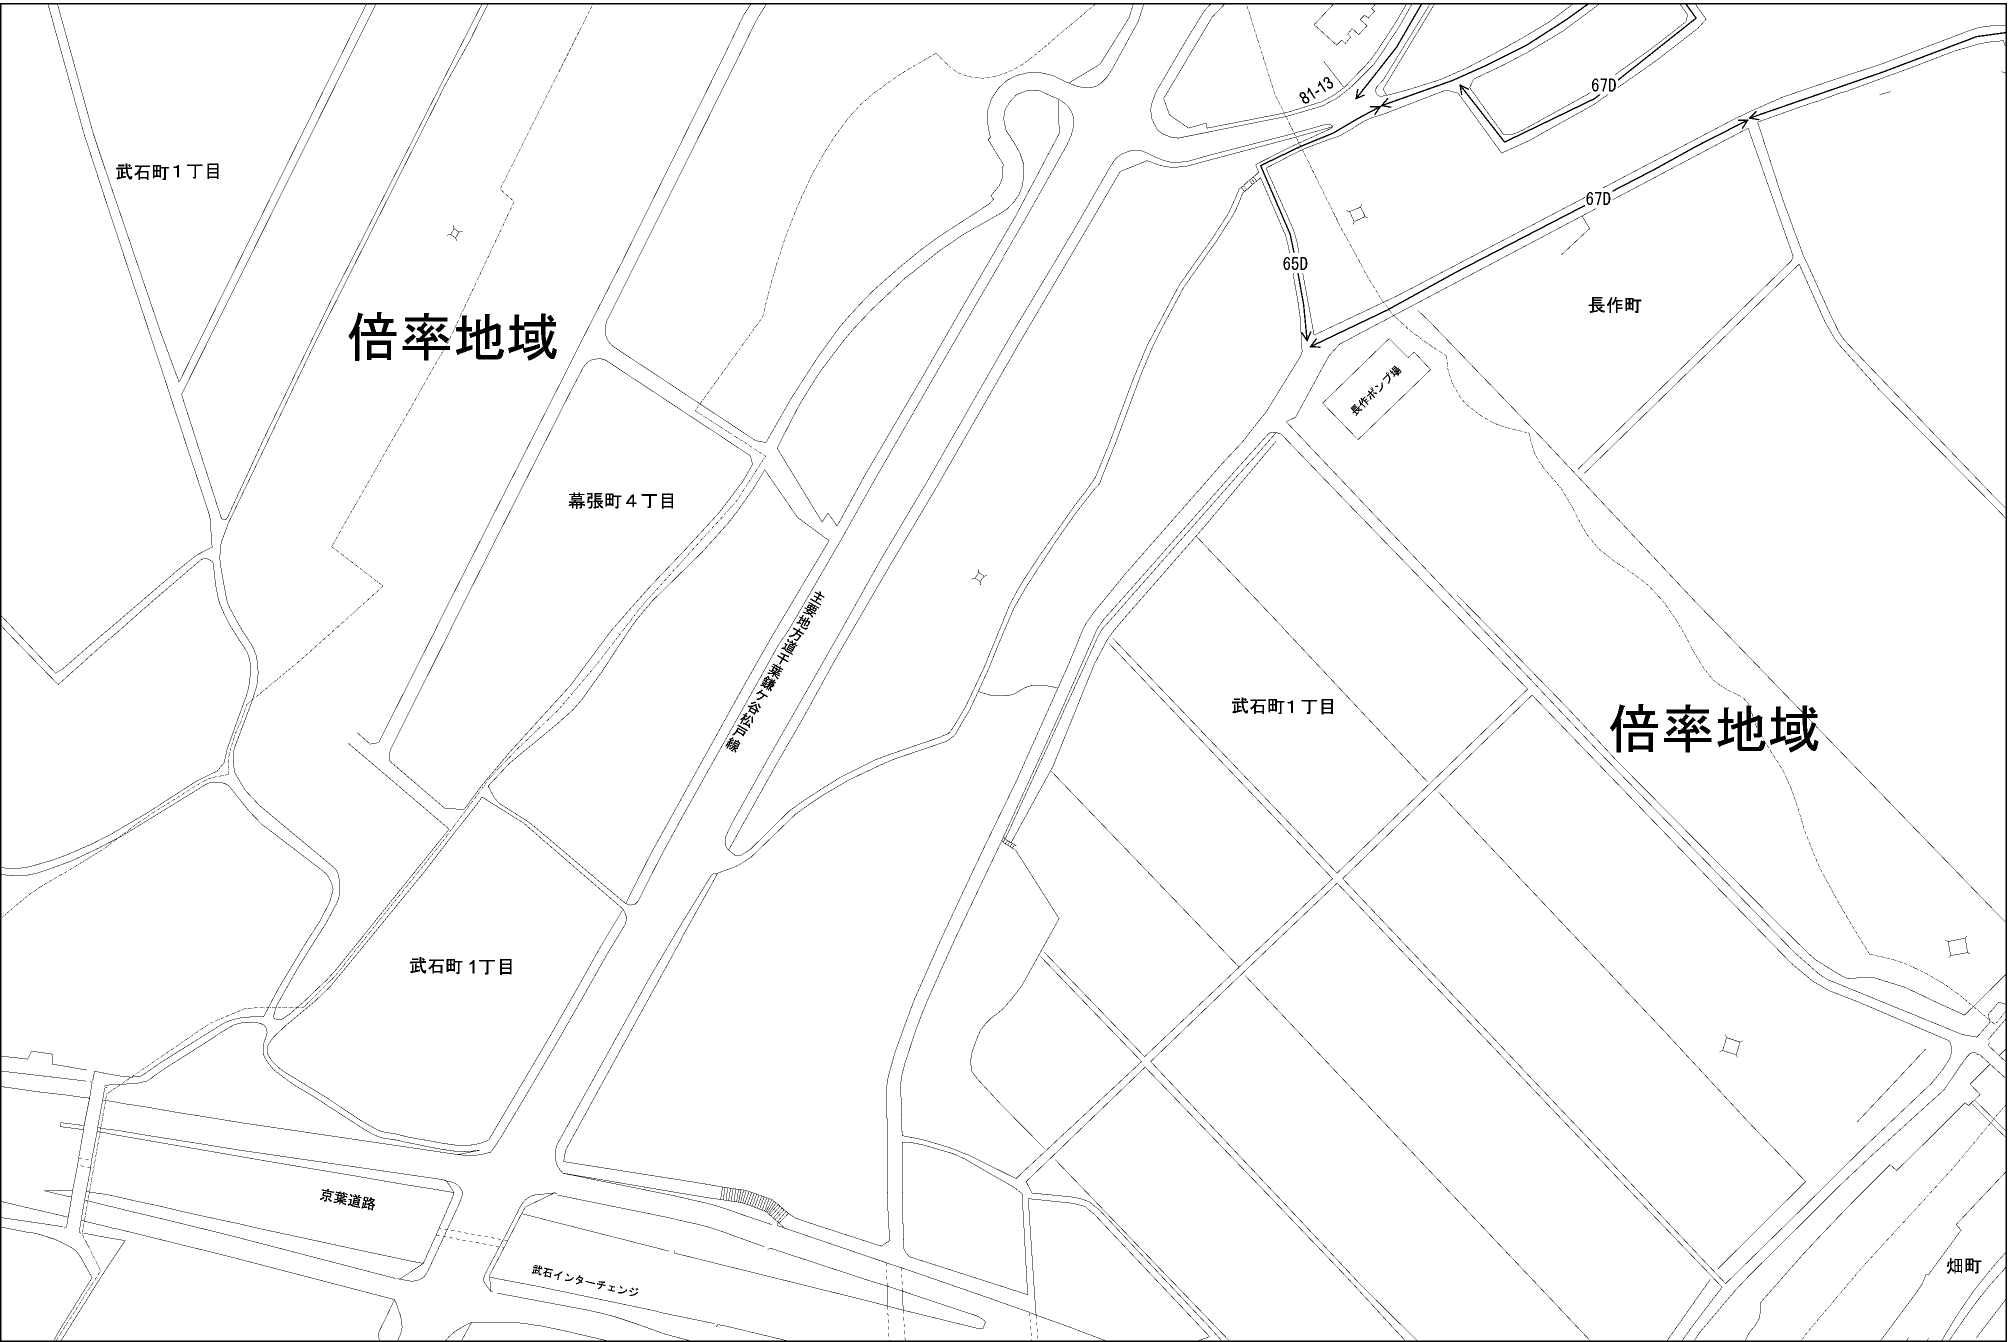 81-13
67D
武石町1丁目
67D
65D
長作町
倍率地域
長作ポンプ場
幕張町4丁目
主要地方道千葉鎌ケ谷松戸線
武石町1丁目
倍率地域
武石町1丁目
京葉道路
武石インターチェンジ
畑町